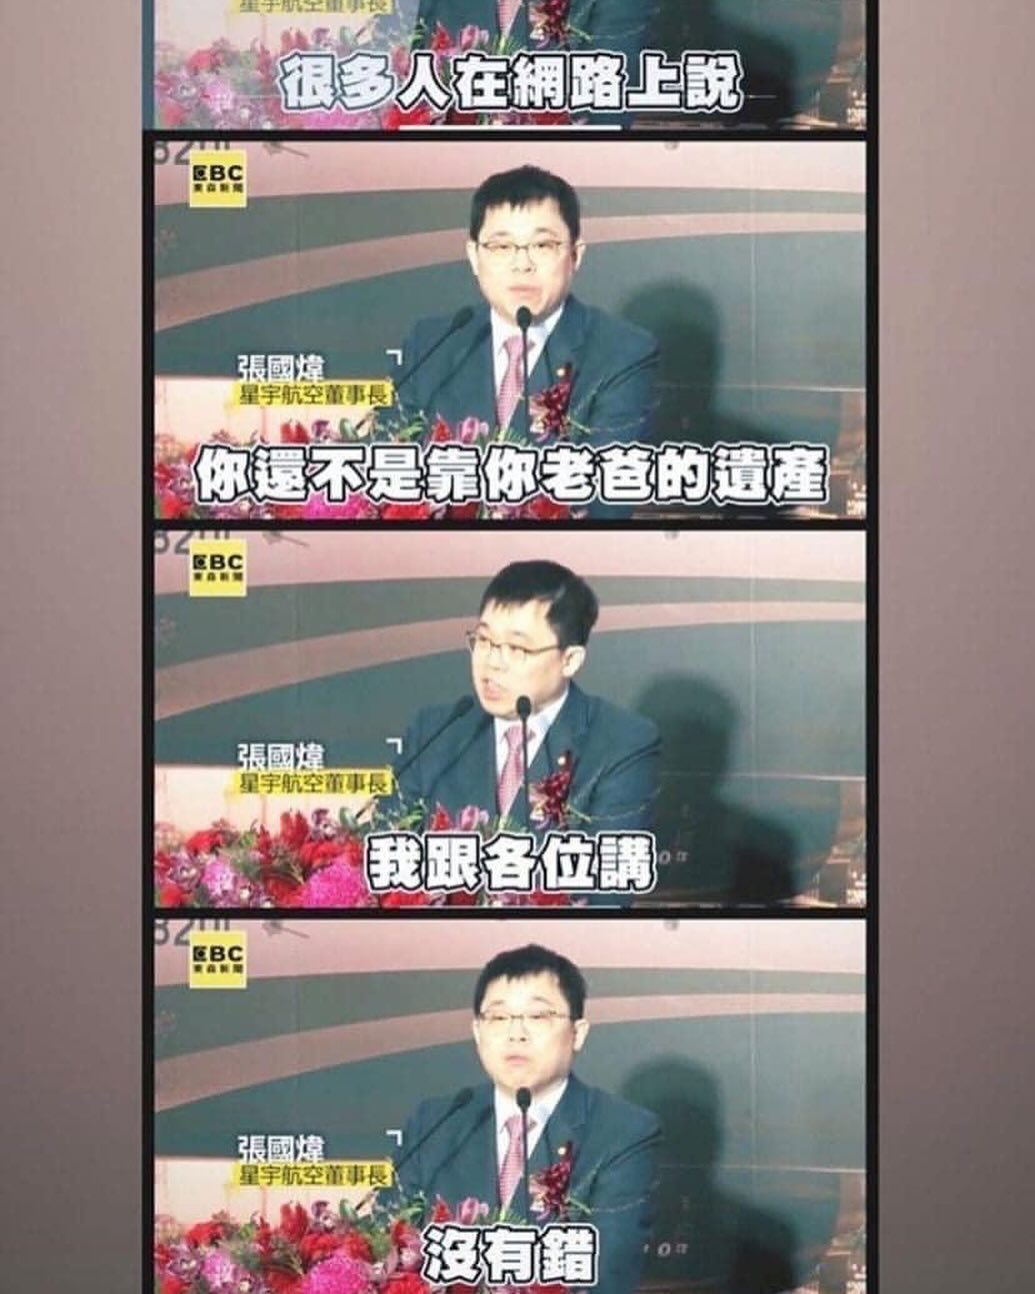 星宇航空董事長
很多人在網路上說
EBC
東森新聞
張國煒
星宇航空董事長
你還不是靠你老爸的遺產
EBC
東森新聞
張國煒
星宇航空董事長
我跟各位講
EBC
東森新聞
張國煒
星宇航空董事長
沒有錯